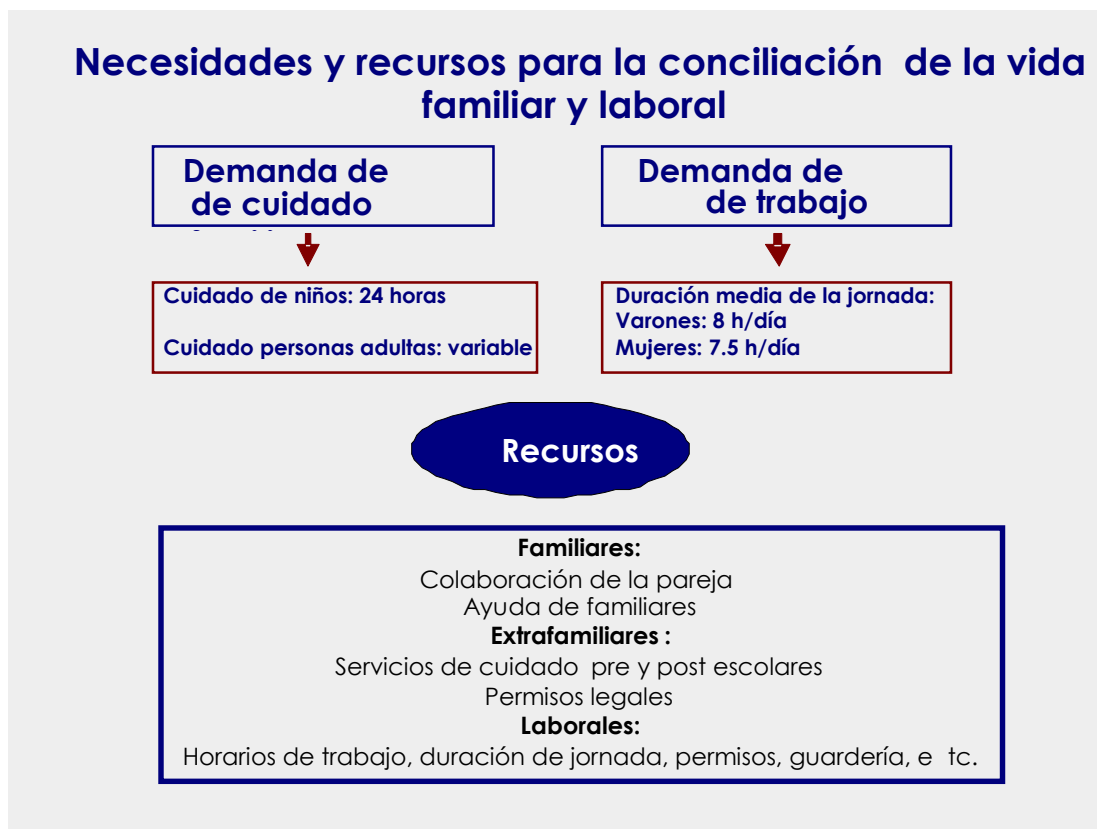 Necesidades y recursos para la conciliación de la vida
familiar y laboral
Demanda de
de cuidado
Demanda de
de trabajo
Cuidado de niños: 24 horas
Cuidado personas adultas: variable
Duración media de la jornada:
Varones: 8 h/día
Mujeres: 7.5 h/día
Recursos
Familiares:
Colaboración de la pareja
Ayuda de familiares
Extrafamiliares :
Servicios de cuidado pre y post escolares
Permisos legales
Laborales:
Horarios de trabajo, duración de jornada, permisos, guardería, e tc.